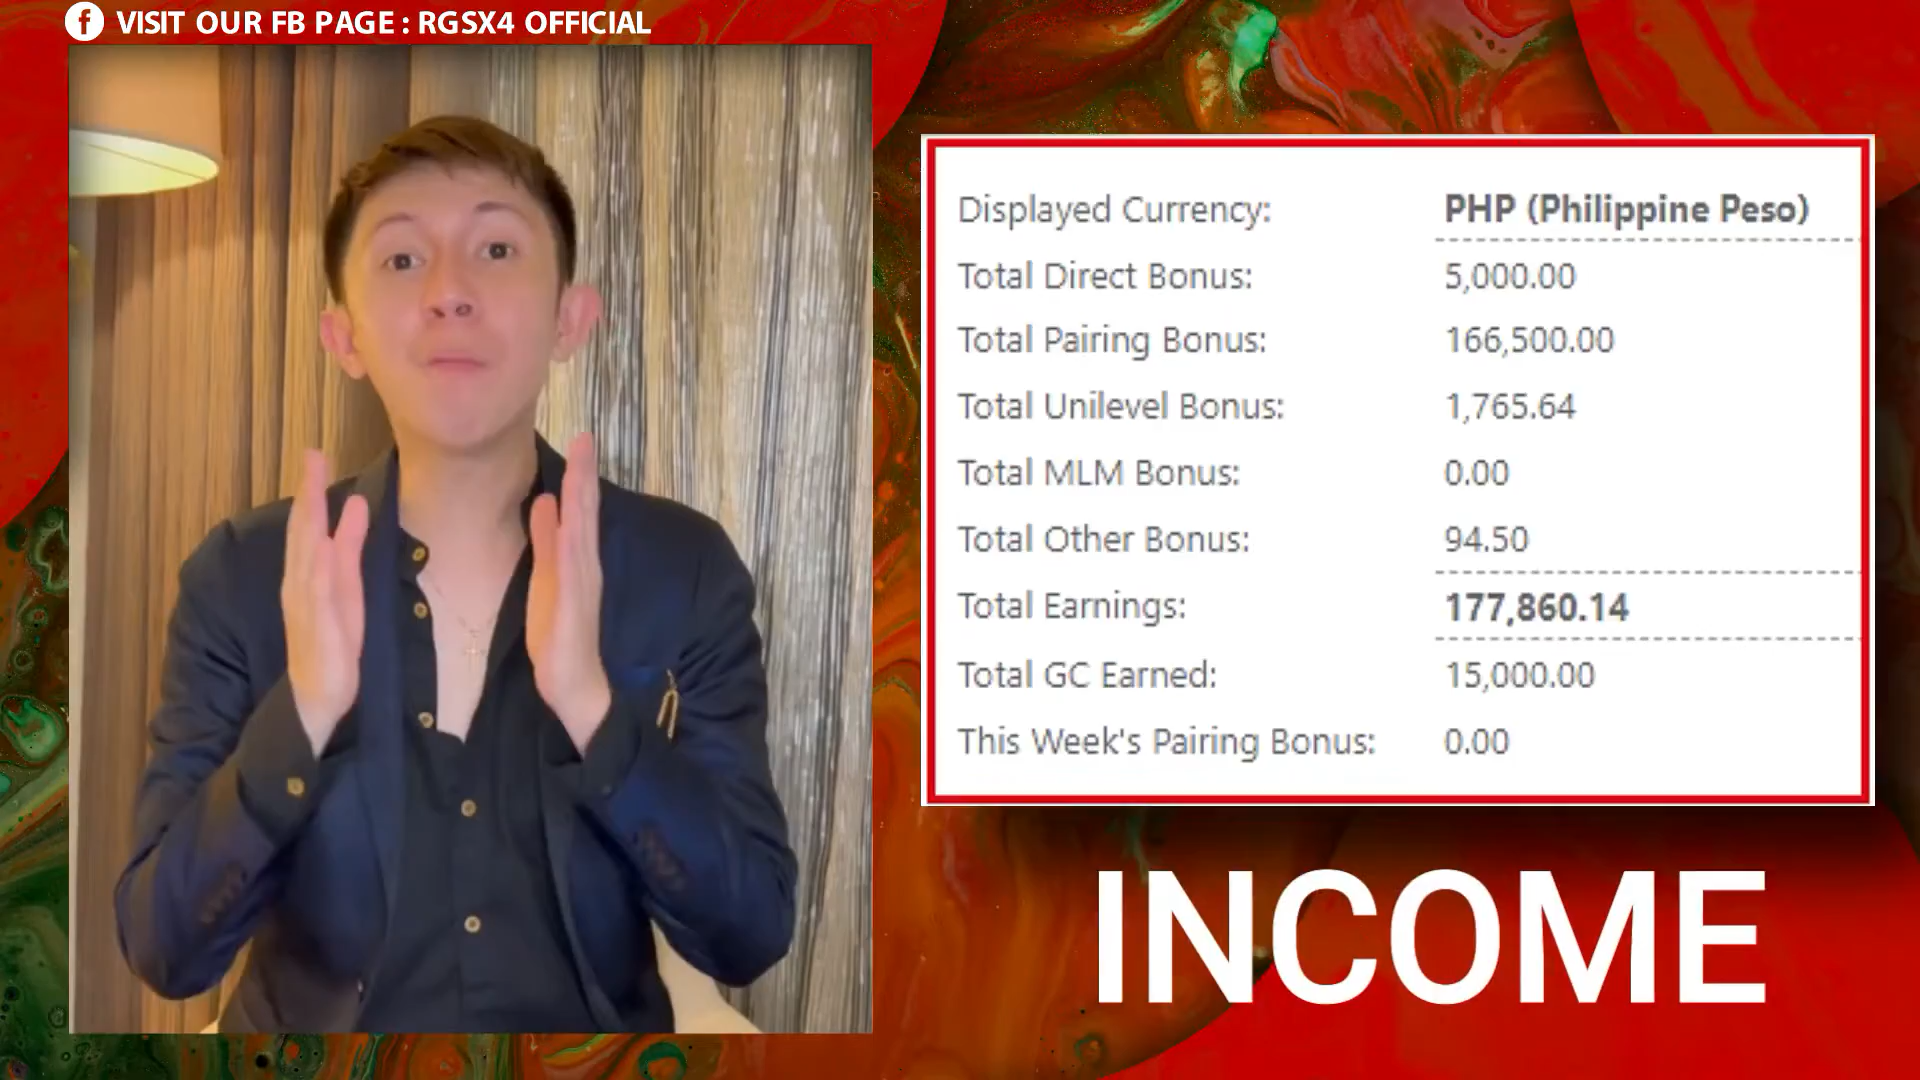 VISIT OUR FB PAGE : RGSX4 OFFICIAL
Displayed Currency: PHP (Philippine Peso)
Total Direct Bonus: 5,000.00
Total Pairing Bonus: 166,500.00
Total Unilevel Bonus: 1,765.64
Total MLM Bonus: 0.00
Total Other Bonus: 94.50
Total Earnings: 177,860.14
Total GC Earned: 15,000.00
This Week's Pairing Bonus: 0.00
INCOME